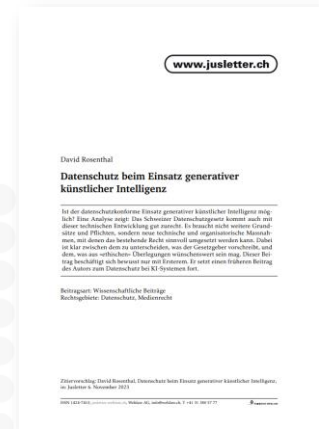 www.jusletter.ch
David Rosenthal
Datenschutz beim Einsatz generativer
künstlicher Intelligenz
Ist der datenschutzkonforme Einsatz generativer künstlicher Intelligenz mög-
lich? Eine Analyse zeigt: Das Schweizer Datenschutzgesetz kommt auch mit
dieser technischen Entwicklung gut zurecht. Es braucht nicht weitere Grund-
sätze und Pflichten, sondern neue technische und organisatorische Massnah-
men, mit denen das bestehende Recht sinnvoll umgesetzt werden kann. Dabei
ist klar zwischen dem zu unterscheiden, was der Gesetzgeber vorschreibt, und
dem, was aus «ethischen» Überlegungen wünschenswert sein mag. Dieser Bei-
trag beschäftigt sich bewusst nur mit Ersterem. Er setzt einen früheren Beitrag
des Autors zum Datenschutz bei KI-Systemen fort.
Beitragsart: Wissenschaftliche Beiträge
Rechtsgebiete: Datenschutz, Medienrecht
Zitiervorschlag: David Rosenthal, Datenschutz beim Einsatz generativer künstlicher Intelligenz,
in: Jusletter 6. November 2023